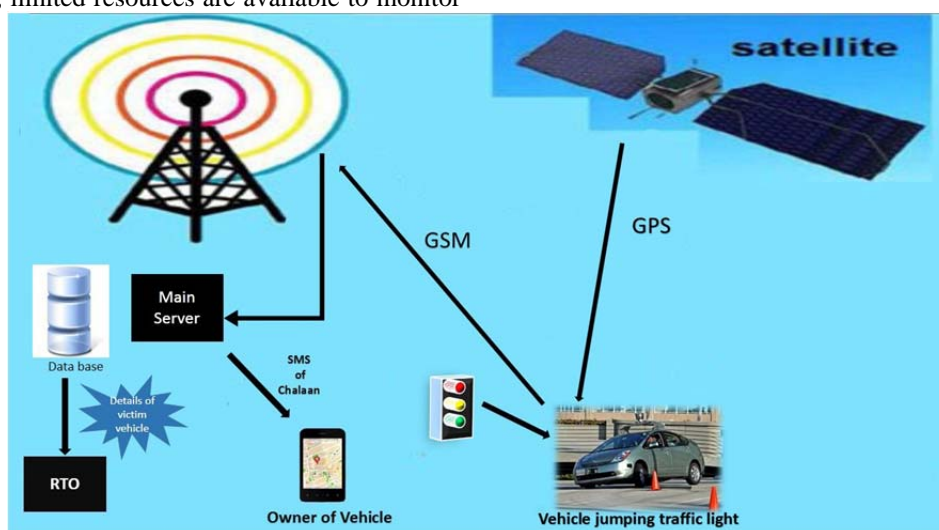 limited resources are available to monitor
satellite
GSM
GPS
Main
Server
Data base
SMS
of
Chalaan
Details of
victim
vehicle
RTO
Owner of Vehicle
Vehicle jumping traffic light